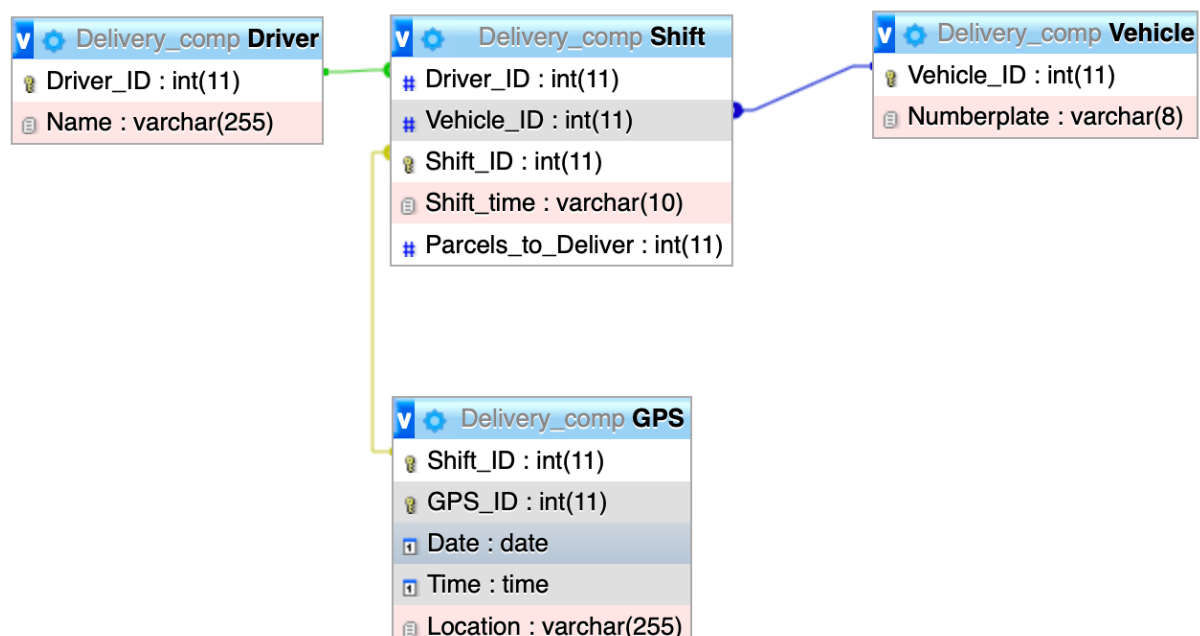 v Delivery_comp Driver
Driver_ID : int(11)
Name : varchar(255)
v Delivery_comp Shift
# Driver_ID : int(11)
# Vehicle_ID : int(11)
Shift_ID : int(11)
Shift_time : varchar(10)
# Parcels_to_Deliver : int(11)
v Delivery_comp Vehicle
Vehicle_ID : int(11)
Numberplate : varchar(8)
v Delivery_comp GPS
Shift_ID : int(11)
GPS_ID : int(11)
Date : date
Time : time
Location : varchar(255)